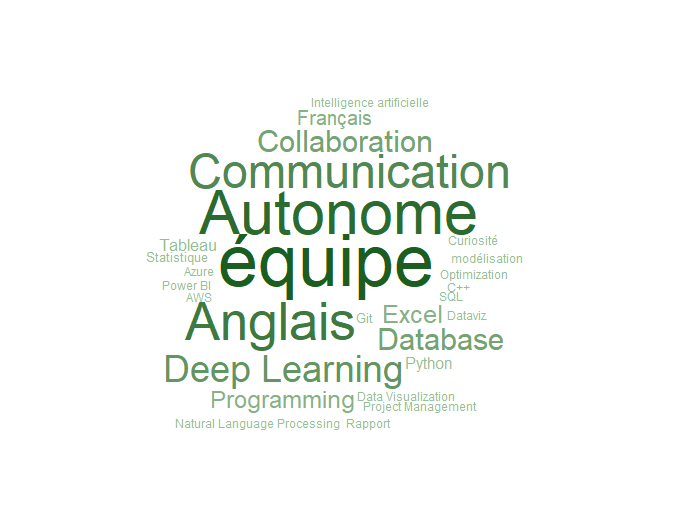 Intelligence artificielle
Français
Collaboration
Communication
Autonome
équipe
Tableau
Curiosité
Statistique
modélisation
Azure
Optimization
Power BI
C++
AWS
SQL
Anglais
Git
Excel
Dataviz
Database
Deep Learning
Python
Programming
Data Visualization
Project Management
Natural Language Processing
Rapport